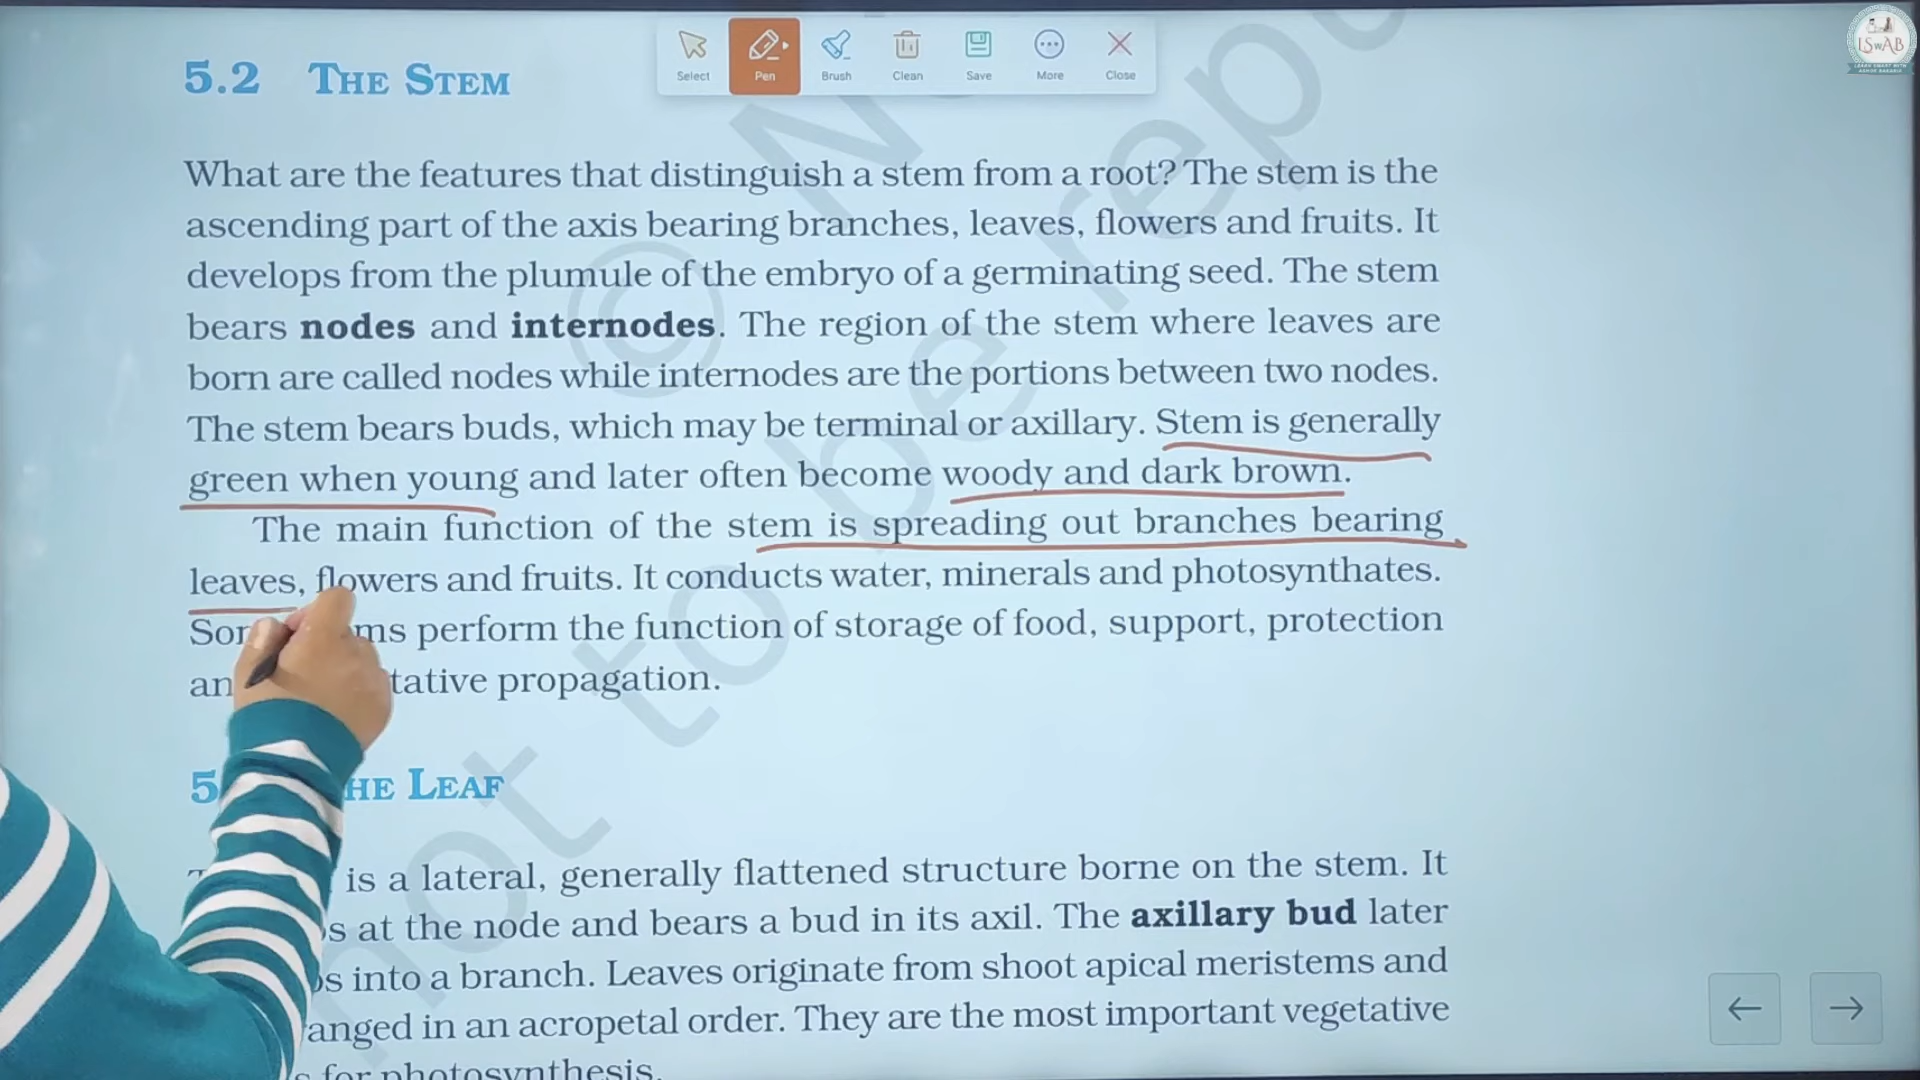 5.2 THE STEM
Select Pen Brush Clean Save More Close
LSWAB
What are the features that distinguish a stem from a root? The stem is the
ascending part of the axis bearing branches, leaves, flowers and fruits. It
develops from the plumule of the embryo of a germinating seed. The stem
bears nodes and internodes. The region of the stem where leaves are
born are called nodes while internodes are the portions between two nodes.
The stem bears buds, which may be terminal or axillary. Stem is generally
green when young and later often become woody and dark brown.
The main function of the stem is spreading out branches bearing
leaves, flowers and fruits. It conducts water, minerals and photosynthates.
perform the function of storage of food, support, protection
propagation.
LEAF
is a lateral, generally flattened structure borne on the stem. It
at the node and bears a bud in its axil. The axillary bud later
into a branch. Leaves originate from shoot apical meristems and
in an acropetal order. They are the most important vegetative
for photosynthesis.
not to be